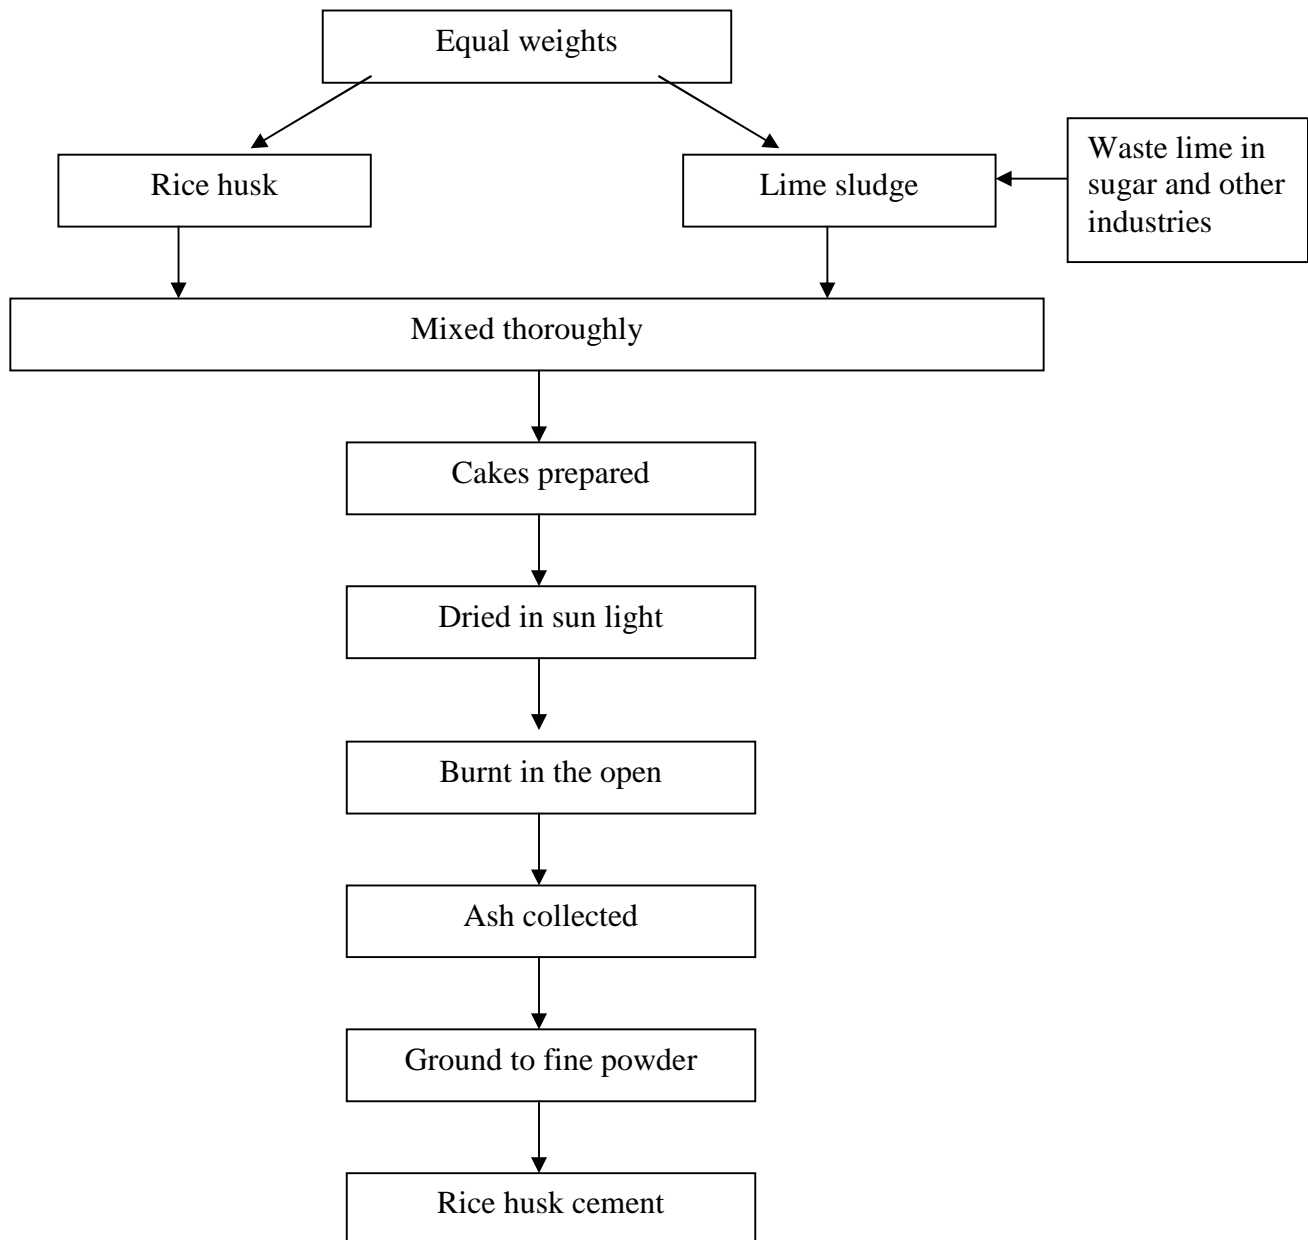 Equal weights
Rice husk
Lime sludge
Waste lime in
sugar and other
industries
Mixed thoroughly
Cakes prepared
Dried in sun light
Burnt in the open
Ash collected
Ground to fine powder
Rice husk cement